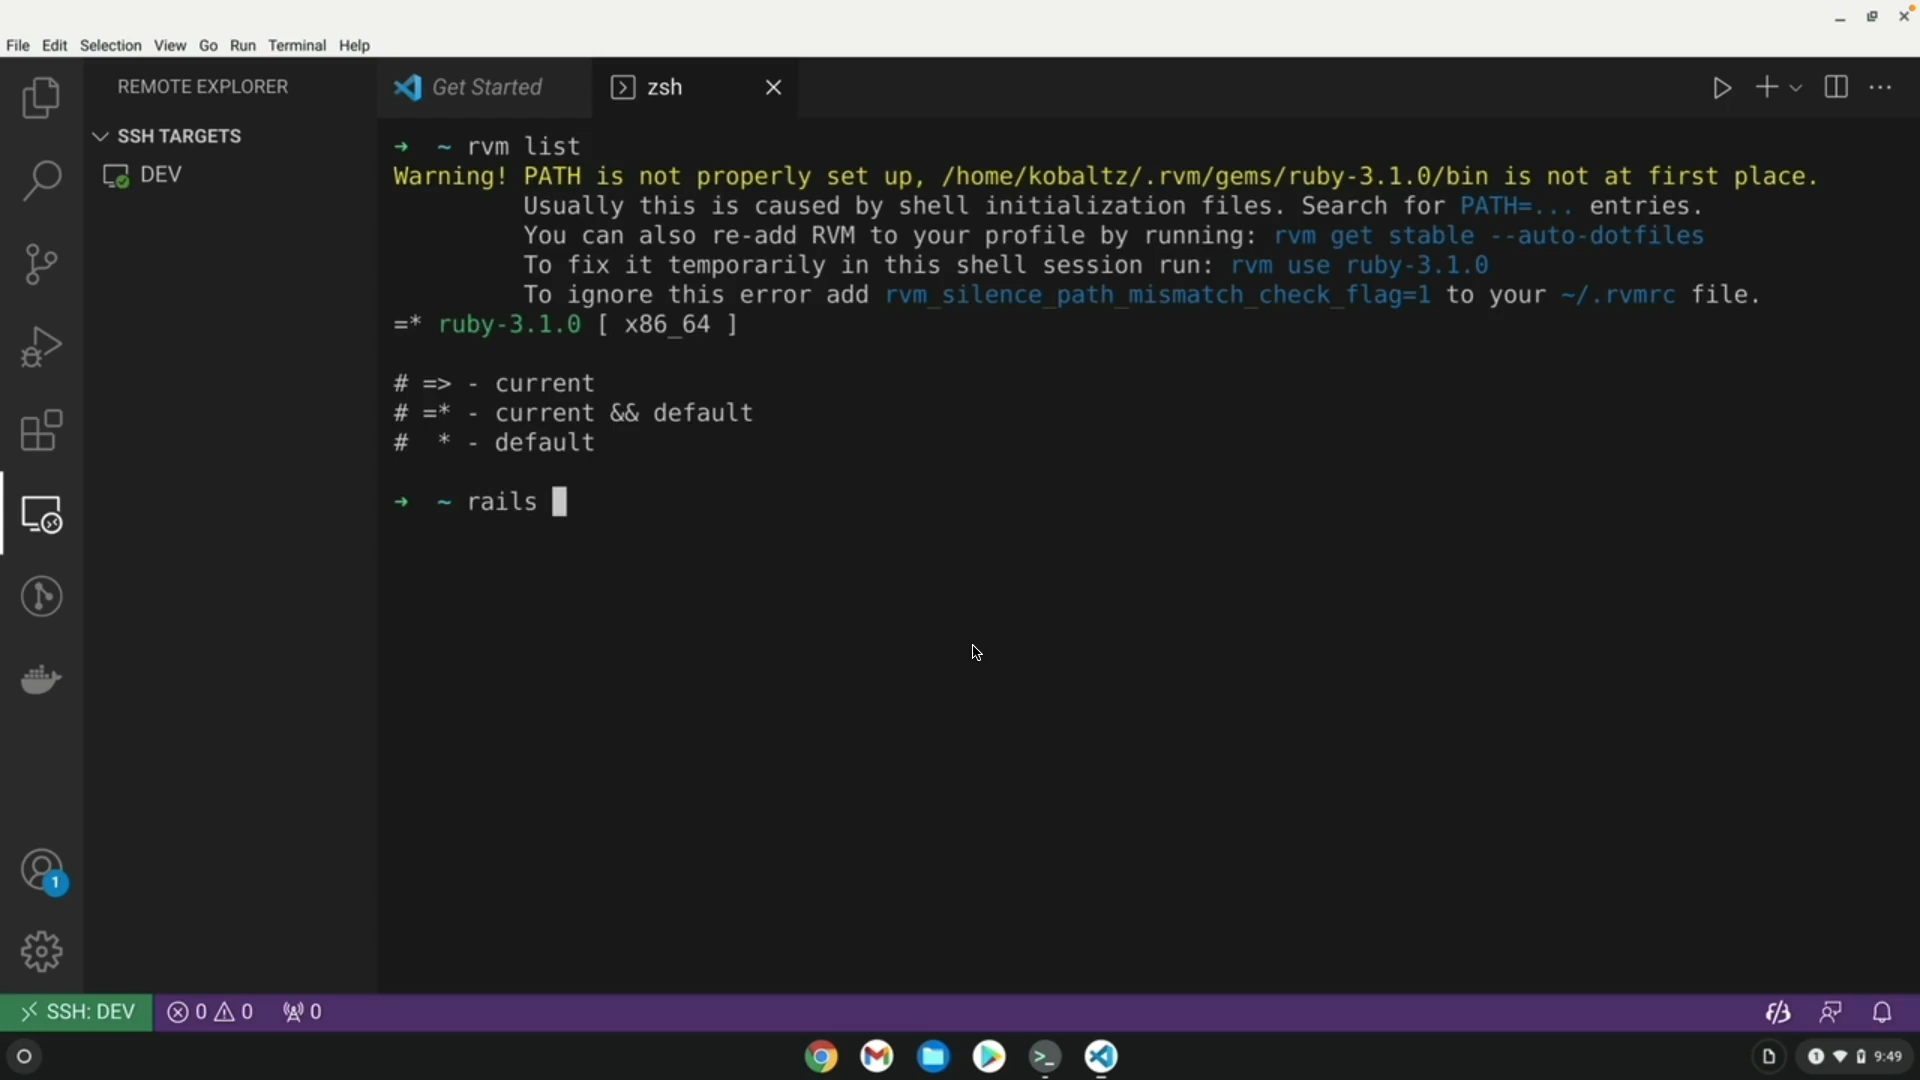 File Edit Selection View Go Run Terminal Help
REMOTE EXPLORER
Get Started
zsh
SSH TARGETS
DEV
➜ ~ rvm list
Warning! PATH is not properly set up, /home/kobaltz/.rvm/gems/ruby-3.1.0/bin is not at first place.
Usually this is caused by shell initialization files. Search for PATH=... entries.
You can also re-add RVM to your profile by running: rvm get stable --auto-dotfiles
To fix it temporarily in this shell session run: rvm use ruby-3.1.0
To ignore this error add rvm_silence_path_mismatch_check_flag=1 to your ~/.rvmrc file.
=* ruby-3.1.0 [ x86_64 ]
# => - current
# =* - current && default
#  * - default
➜ ~ rails
1
SSH: DEV 0 0 0
1 9:49